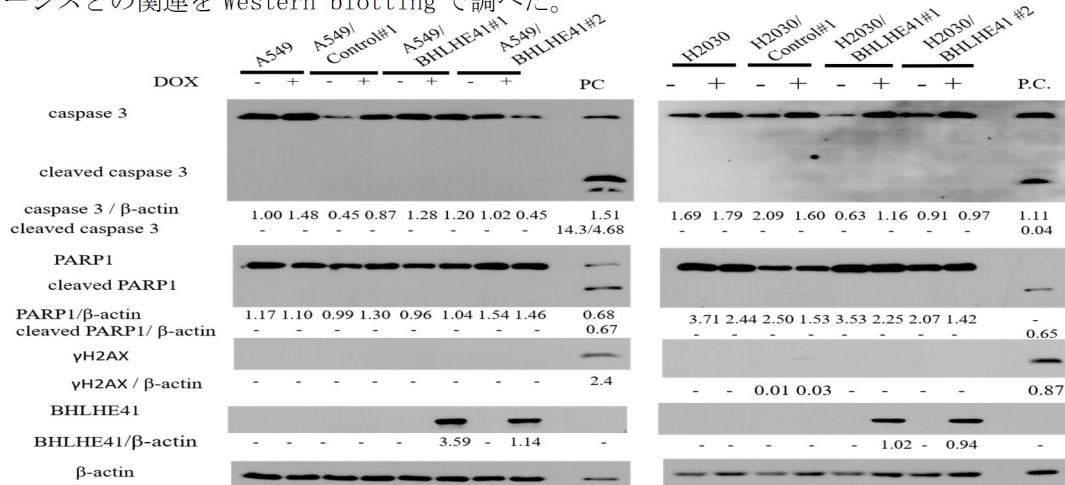 ーシスとの関連を Western blotting で調べた。
A549 A549/Control#1 A549/BHLHE41#1 A549/BHLHE41#2 H2030 H2030/Control#1 H2030/BHLHE41#1 H2030/BHLHE41 #2
DOX - + - + - + - + PC - + - + - + - + P.C.
caspase 3
cleaved caspase 3
caspase 3 / β-actin 1.00 1.48 0.45 0.87 1.28 1.20 1.02 0.45 1.51 1.69 1.79 2.09 1.60 0.63 1.16 0.91 0.97 1.11
cleaved caspase 3 - - - - - - - - 14.3/4.68 - - - - - - - - 0.04
PARP1
cleaved PARP1
PARP1/β-actin 1.17 1.10 0.99 1.30 0.96 1.04 1.54 1.46 0.68 3.71 2.44 2.50 1.53 3.53 2.25 2.07 1.42 -
cleaved PARP1/ β-actin - - - - - - - - 0.67 - - - - - - - - 0.65
γH2AX
γH2AX / β-actin - - - - - - - - 2.4 - - 0.01 0.03 - - - - 0.87
BHLHE41
BHLHE41/β-actin - - - - - 3.59 - 1.14 - - - - - - 1.02 - 0.94 -
β-actin